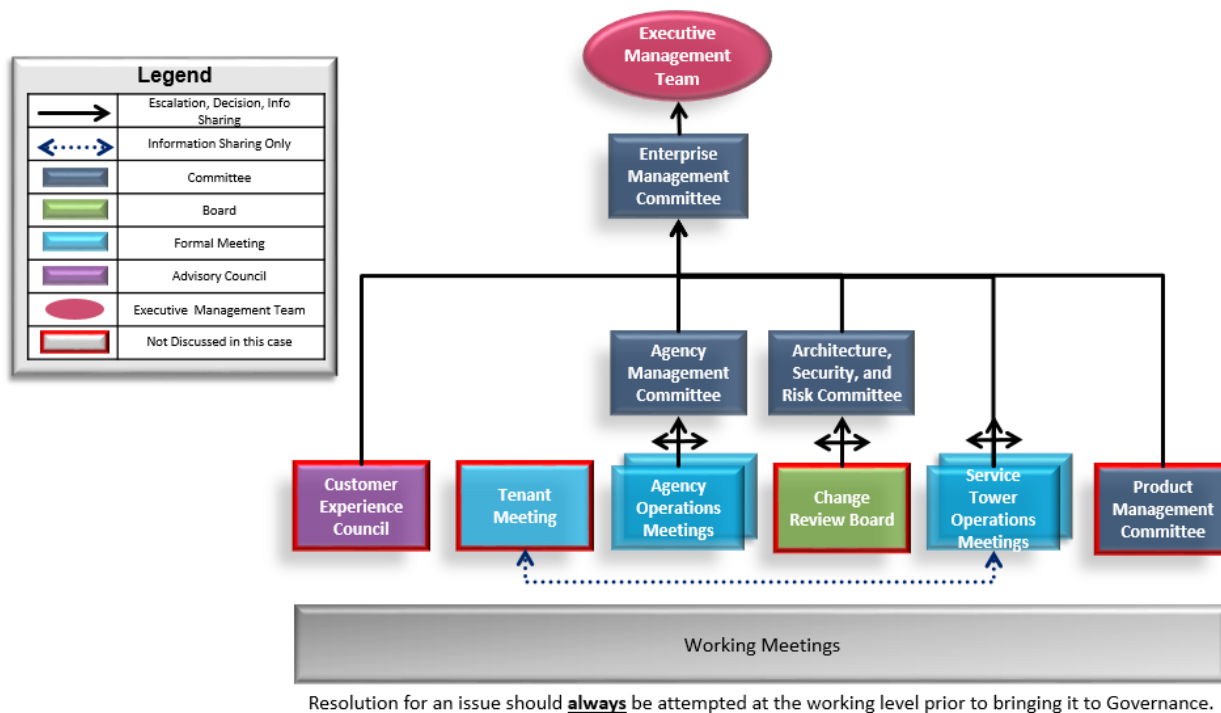 Legend
Escalation, Decision, Info
Sharing
Information Sharing Only
Committee
Board
Formal Meeting
Advisory Council
Executive  Management Team
Not Discussed in this case
Executive
Management
Team
Enterprise
Management
Committee
Agency
Management
Committee
Architecture,
Security, and
Risk Committee
Customer
Experience
Council
Tenant
Meeting
Agency
Operations
Meetings
Change
Review Board
Service
Tower
Operations
Meetings
Product
Management
Committee
Working Meetings
Resolution for an issue should always be attempted at the working level prior to bringing it to Governance.